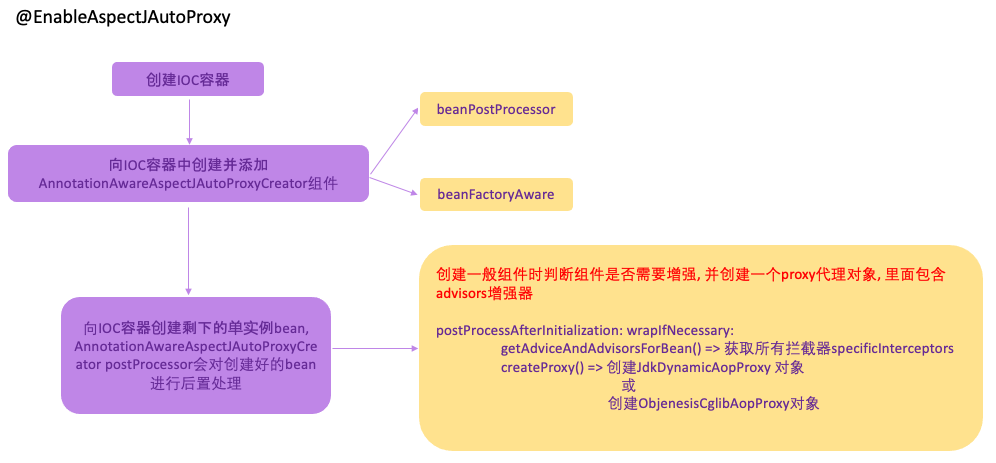 @EnableAspectJAutoProxy
创建IOC容器
beanPostProcessor
向IOC容器中创建并添加
AnnotationAwareAspectJAutoProxyCreator组件
beanFactoryAware
创建一般组件时判断组件是否需要增强, 并创建一个proxy代理对象, 里面包含
advisors增强器
向IOC容器创建剩下的单实例bean,
AnnotationAwareAspectJAutoProxyCre
ator postProcessor会对创建好的bean
进行后置处理
postProcessAfterInitialization: wrapIfNecessary:
getAdviceAndAdvisorsForBean() => 获取所有拦截器specificInterceptors
createProxy() => 创建JdkDynamicAopProxy 对象
或
创建ObjenesisCglibAopProxy对象